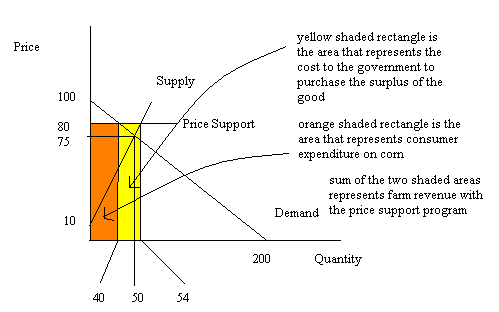 Price
yellow shaded rectangle is
the area that represents the
cost to the government to
purchase the surplus of the
good
Supply
100
80
Price Support
75
orange shaded rectangle is the
area that represents consumer
expenditure on corn
sum of the two shaded areas
represents farm revenue with
the price support program
10
Demand
200
Quantity
40
50
54